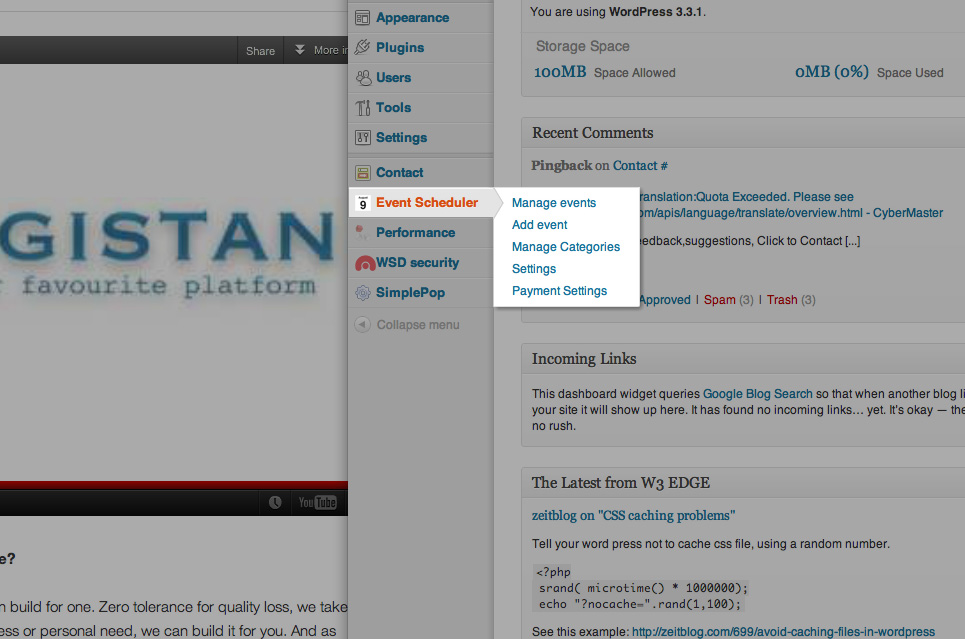 Share
More in
GISTAN
r favourite platform
You Tube
e?
n build for one. Zero tolerance for quality loss, we take
ess or personal need, we can build it for you. And as
Appearance
Plugins
Users
Tools
Settings
Contact
9 Event Scheduler
Performance
WSD security
SimplePop
Collapse menu
Manage events
Add event
Manage Categories
Settings
Payment Settings
You are using WordPress 3.3.1.
Storage Space
100MB Space Allowed
0MB (0%) Space Used
Recent Comments
Pingback on Contact #
ranslation:Quota Exceeded. Please see
om/apis/language/translate/overview.html - CyberMaster
eedback,suggestions, Click to Contact [...]
Approved | Spam (3) | Trash (3)
Incoming Links
This dashboard widget queries Google Blog Search so that when another blog li
your site it will show up here. It has found no incoming links… yet. It's okay — the
no rush.
The Latest from W3 EDGE
zeitblog on "CSS caching problems"
Tell your word press not to cache css file, using a random number.
<?php
srand( microtime() * 1000000);
echo "?nocache=".rand(1,100);
See this example: http://zeitblog.com/699/avoid-caching-files-in-wordpress